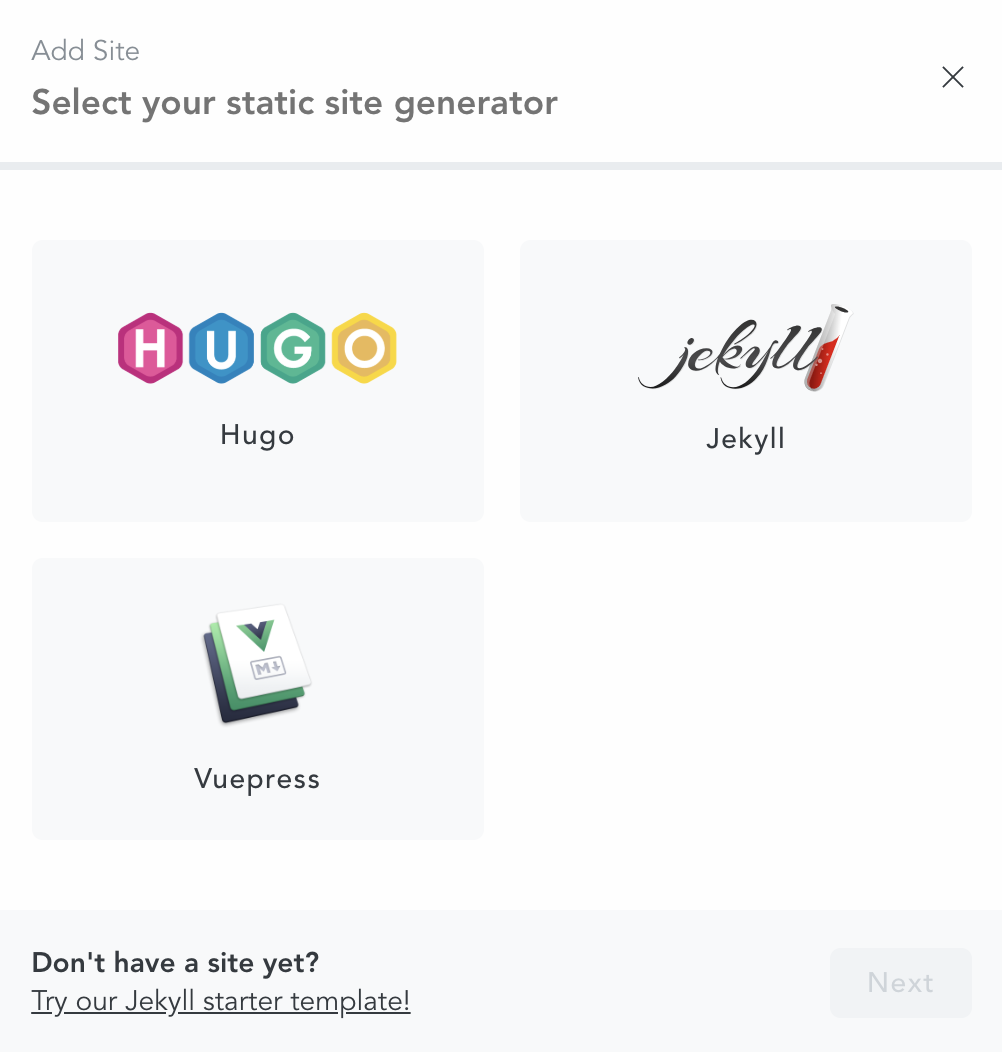 Add Site
Select your static site generator
HUGO
Hugo
jekyll
Jekyll
M
Vuepress
Don't have a site yet?
Try our Jekyll starter template!
Next